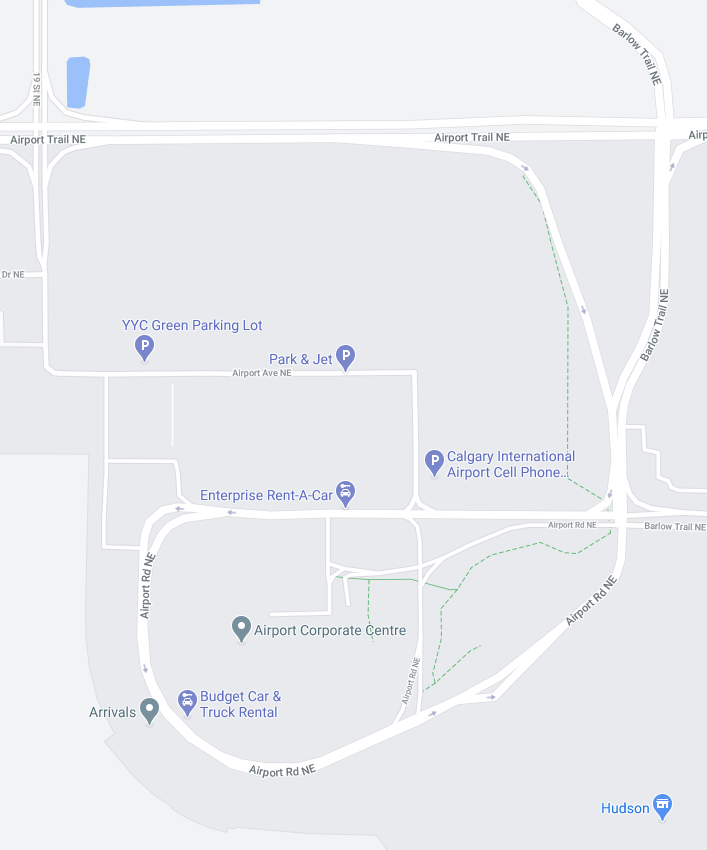 Barlow Trail NE
19 St NE
Airport Trail NE
Airport Trail NE
Airp
Dr NE
YYC Green Parking Lot
Park & Jet
Airport Ave NE
Barlow Trail NE
Calgary International
Airport Cell Phone...
Enterprise Rent-A-Car
Airport Rd NE
Barlow Trail NE
Airport Rd NE
Airport Rd NE
Airport Corporate Centre
Airport Rd NE
Budget Car &
Truck Rental
Arrivals
Airport Rd NE
Hudson